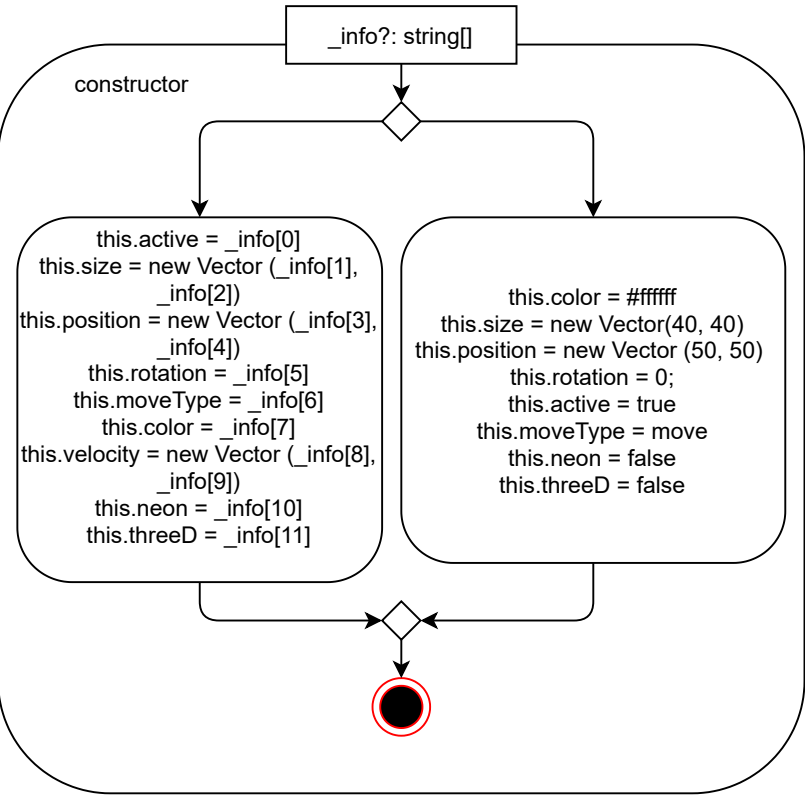 _info?: string[]
constructor
this.active = _info[0]
this.size = new Vector (_info[1],
_info[2])
this.position = new Vector (_info[3],
_info[4])
this.rotation = _info[5]
this.moveType = _info[6]
this.color = _info[7]
this.velocity = new Vector (_info[8],
_info[9])
this.neon = _info[10]
this.threeD = _info[11]
this.color = #ffffff
this.size = new Vector(40, 40)
this.position = new Vector (50, 50)
this.rotation = 0;
this.active = true
this.moveType = move
this.neon = false
this.threeD = false